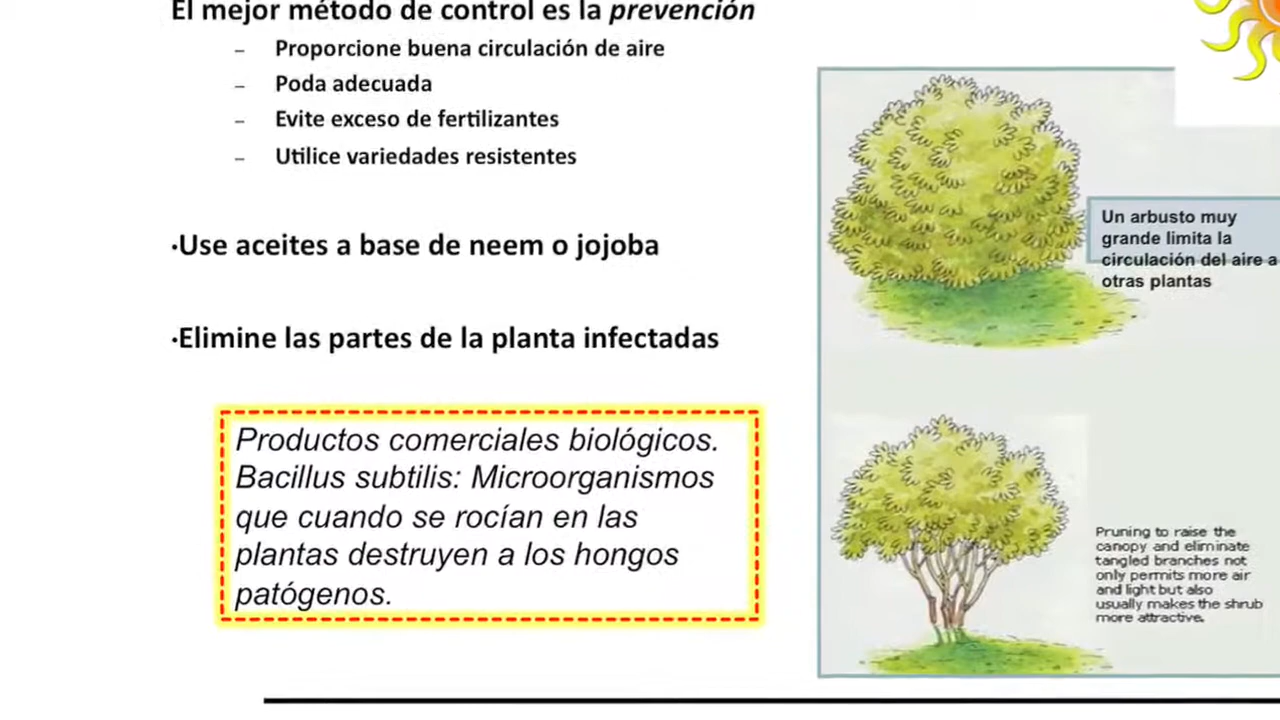 El mejor método de control es la prevención
– Proporcione buena circulación de aire
– Poda adecuada
– Evite exceso de fertilizantes
– Utilice variedades resistentes
·Use aceites a base de neem o jojoba
·Elimine las partes de la planta infectadas
Productos comerciales biológicos.
Bacillus subtilis: Microorganismos
que cuando se rocían en las
plantas destruyen a los hongos
patógenos.
Un arbusto muy
grande limita la
circulación del aire a
otras plantas
Pruning to raise the
canopy and eliminate
tangled branches not
only permits more air
and light but also
usually makes the shrub
more attractive.